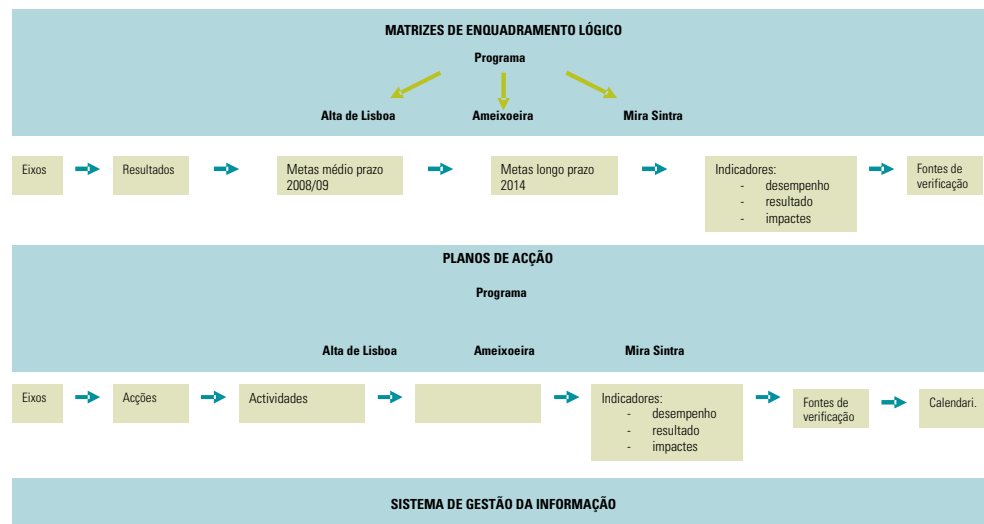 MATRIZES DE ENQUADRAMENTO LÓGICO
Programa
Alta de Lisboa Ameixoeira Mira Sintra
Eixos
Resultados
Metas médio prazo
2008/09
Metas longo prazo
2014
Indicadores:
- desempenho
- resultado
- impactes
Fontes de
verificação
PLANOS DE ACÇÃO
Programa
Alta de Lisboa Ameixoeira Mira Sintra
Eixos
Acções
Actividades
Indicadores:
- desempenho
- resultado
- impactes
Fontes de
verificação
Calendari.
SISTEMA DE GESTÃO DA INFORMAÇÃO